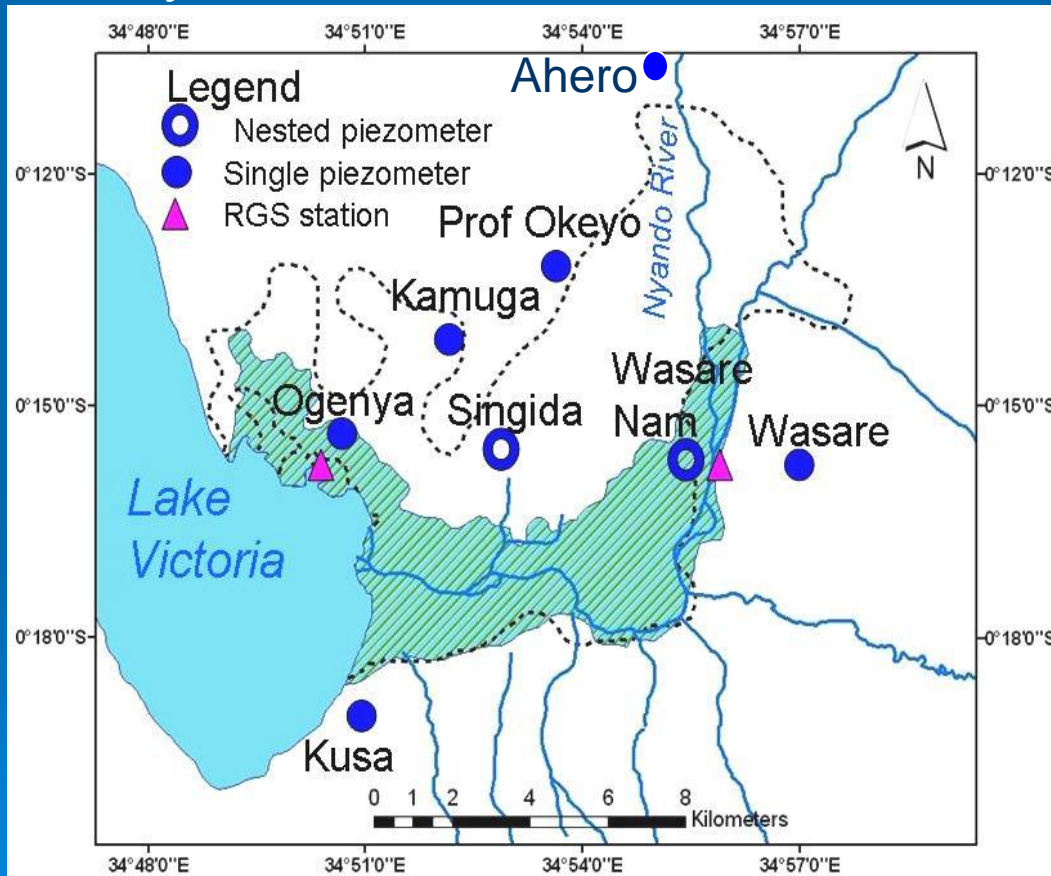 34°48'0"E 34°51'0"E 34°54'0"E 34°57'0"E
Ahero
Legend
Nested piezometer
Single piezometer
RGS station
N
0°12'0"S 0°12'0"S
Nyando River
Prof Okeyo
Kamuga
Wasare
Nam
Ogenya
Singida
Wasare
0°15'0"S 0°15'0"S
Lake
Victoria
0°18'0"S 0°18'0"S
Kusa
0 1 2 4 6 8
Kilometers
34°48'0"E 34°51'0"E 34°54'0"E 34°57'0"E